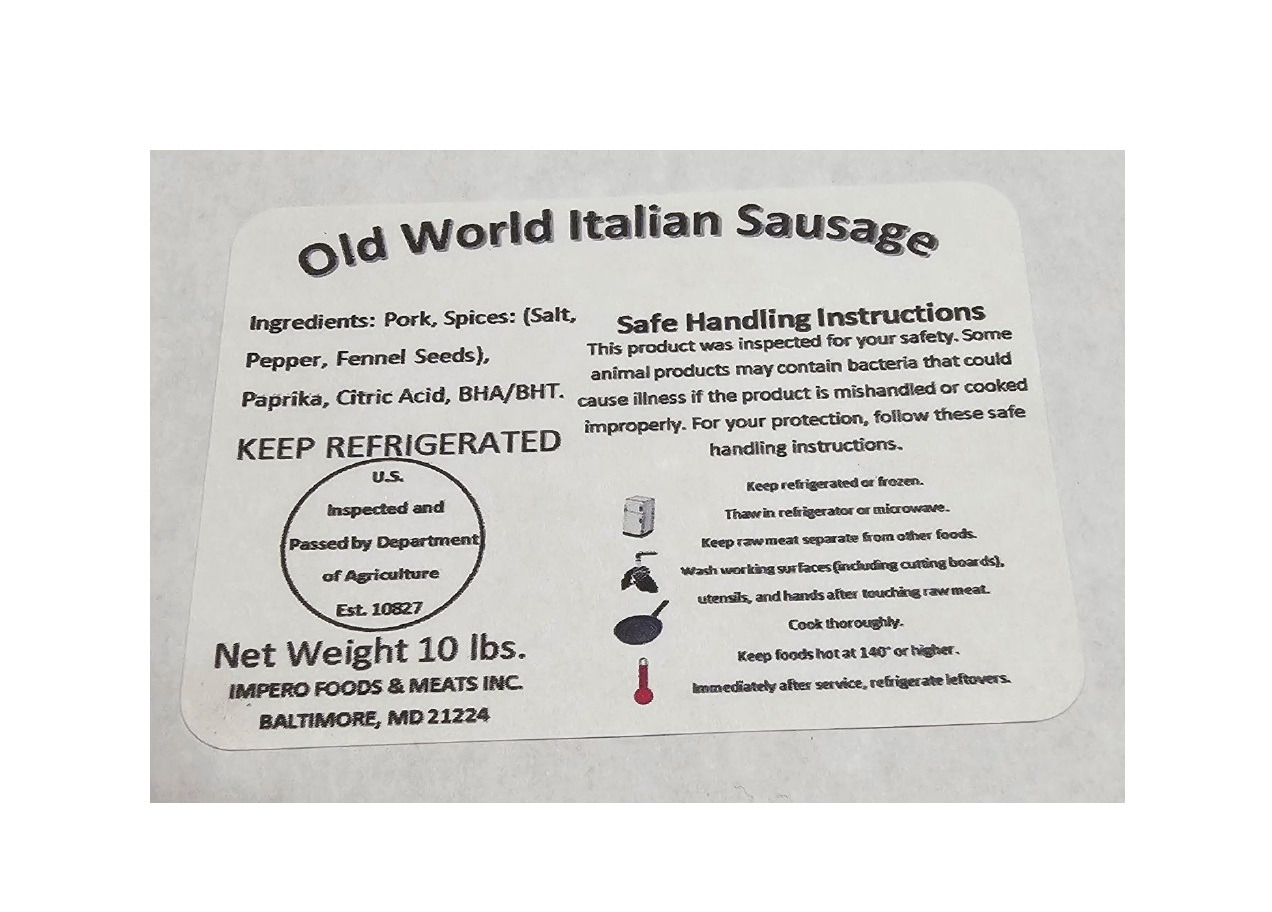 Old World Italian Sausage
Ingredients: Pork, Spices: (Salt,
Pepper, Fennel Seeds),
Paprika, Citric Acid, BHA/BHT.
KEEP REFRIGERATED
U.S.
Inspected and
Passed by Department
of Agriculture
Est. 10827
Net Weight 10 lbs.
IMPERO FOODS & MEATS INC.
BALTIMORE, MD 21224
Safe Handling Instructions
This product was inspected for your safety. Some
animal products may contain bacteria that could
cause illness if the product is mishandled or cooked
improperly. For your protection, follow these safe
handling instructions.
Keep refrigerated or frozen.
Thaw in refrigerator or microwave.
Keep raw meat separate from other foods.
Wash working surfaces (including cutting boards),
utensils, and hands after touching raw meat.
Cook thoroughly.
Keep foods hot at 140° or higher.
Immediately after service, refrigerate leftovers.